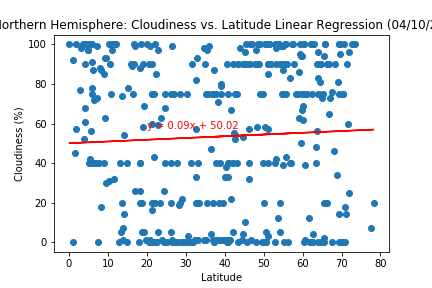 Northern Hemisphere: Cloudiness vs. Latitude Linear Regression (04/10/2
100
80
60
40
20
0
Cloudiness (%)
y = 0.09x + 50.02
0 10 20 30 40 50 60 70 80
Latitude